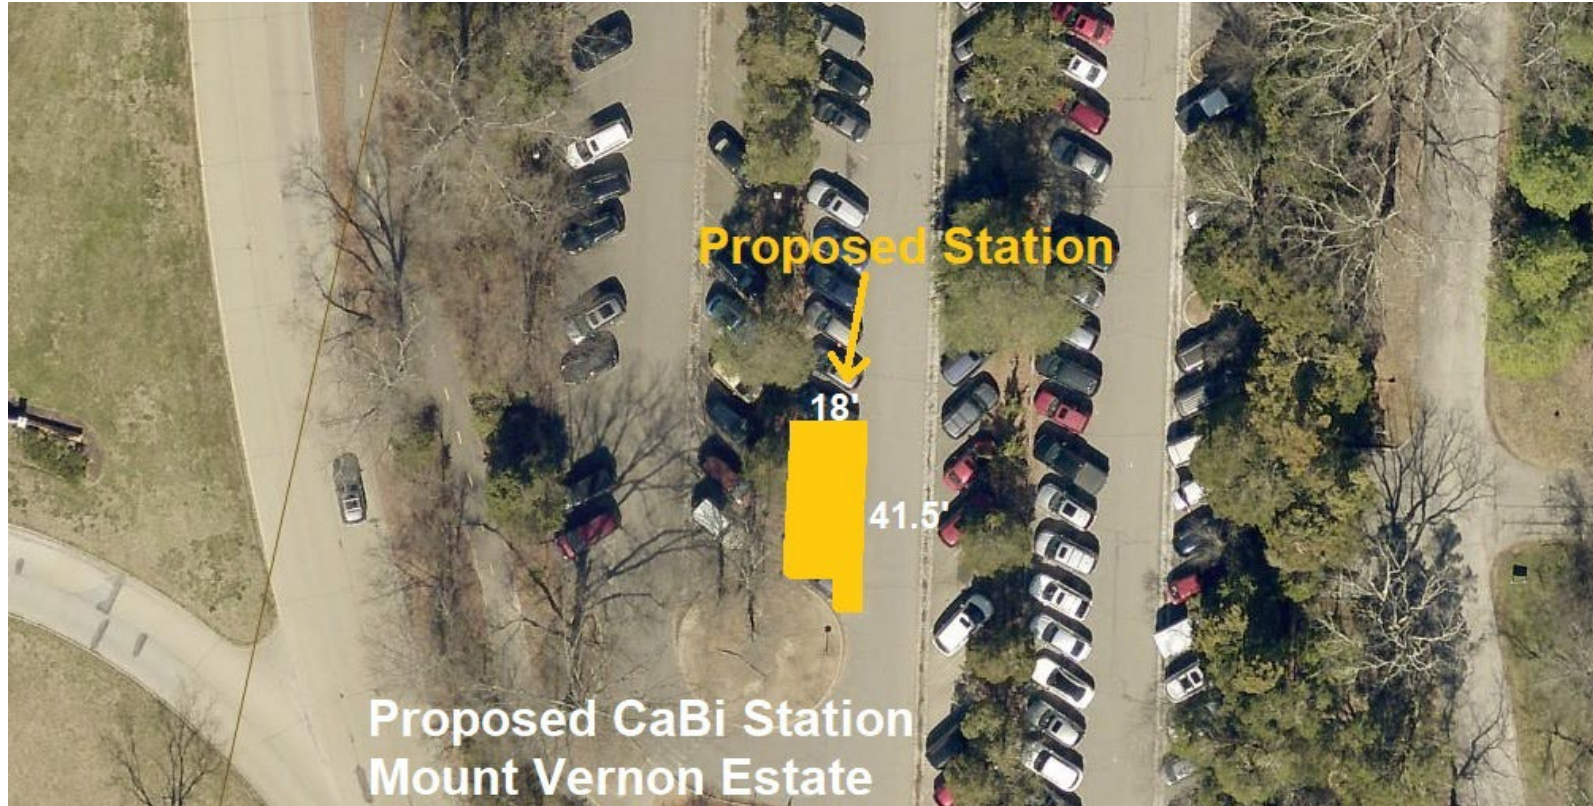 Proposed Station
18'
41.5'
Proposed CaBi Station
Mount Vernon Estate